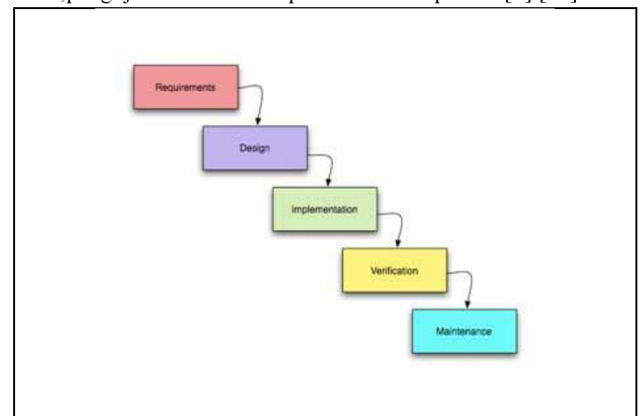 Requirements
Design
Implementation
Verification
Maintenance